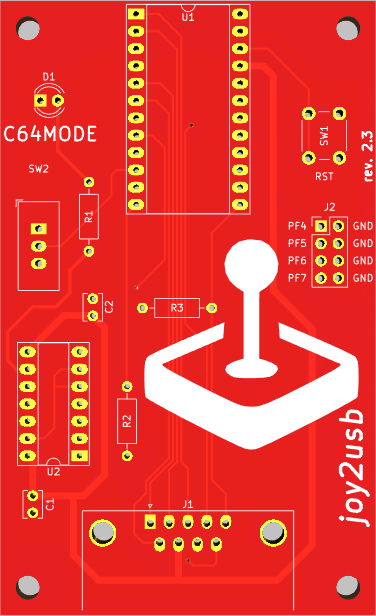 U1
D1
C64MODE
SW1
RST
rev. 2.3
SW2
R1
J2
PF4 GND
PF5 GND
PF6 GND
PF7 GND
C2
R3
R2
U2
C1
J1
joy2usb